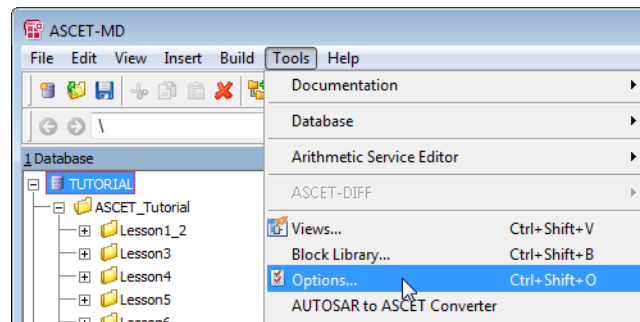 ASCET-MD
File Edit View Insert Build Tools Help
Documentation
Database
\
Arithmetic Service Editor
1 Database
TUTORIAL
ASCET-DIFF
ASCET_Tutorial
Views... Ctrl+Shift+V
Lesson1_2
Block Library... Ctrl+Shift+B
Lesson3
Options... Ctrl+Shift+O
Lesson4
AUTOSAR to ASCET Converter
Lesson5
Lesson6